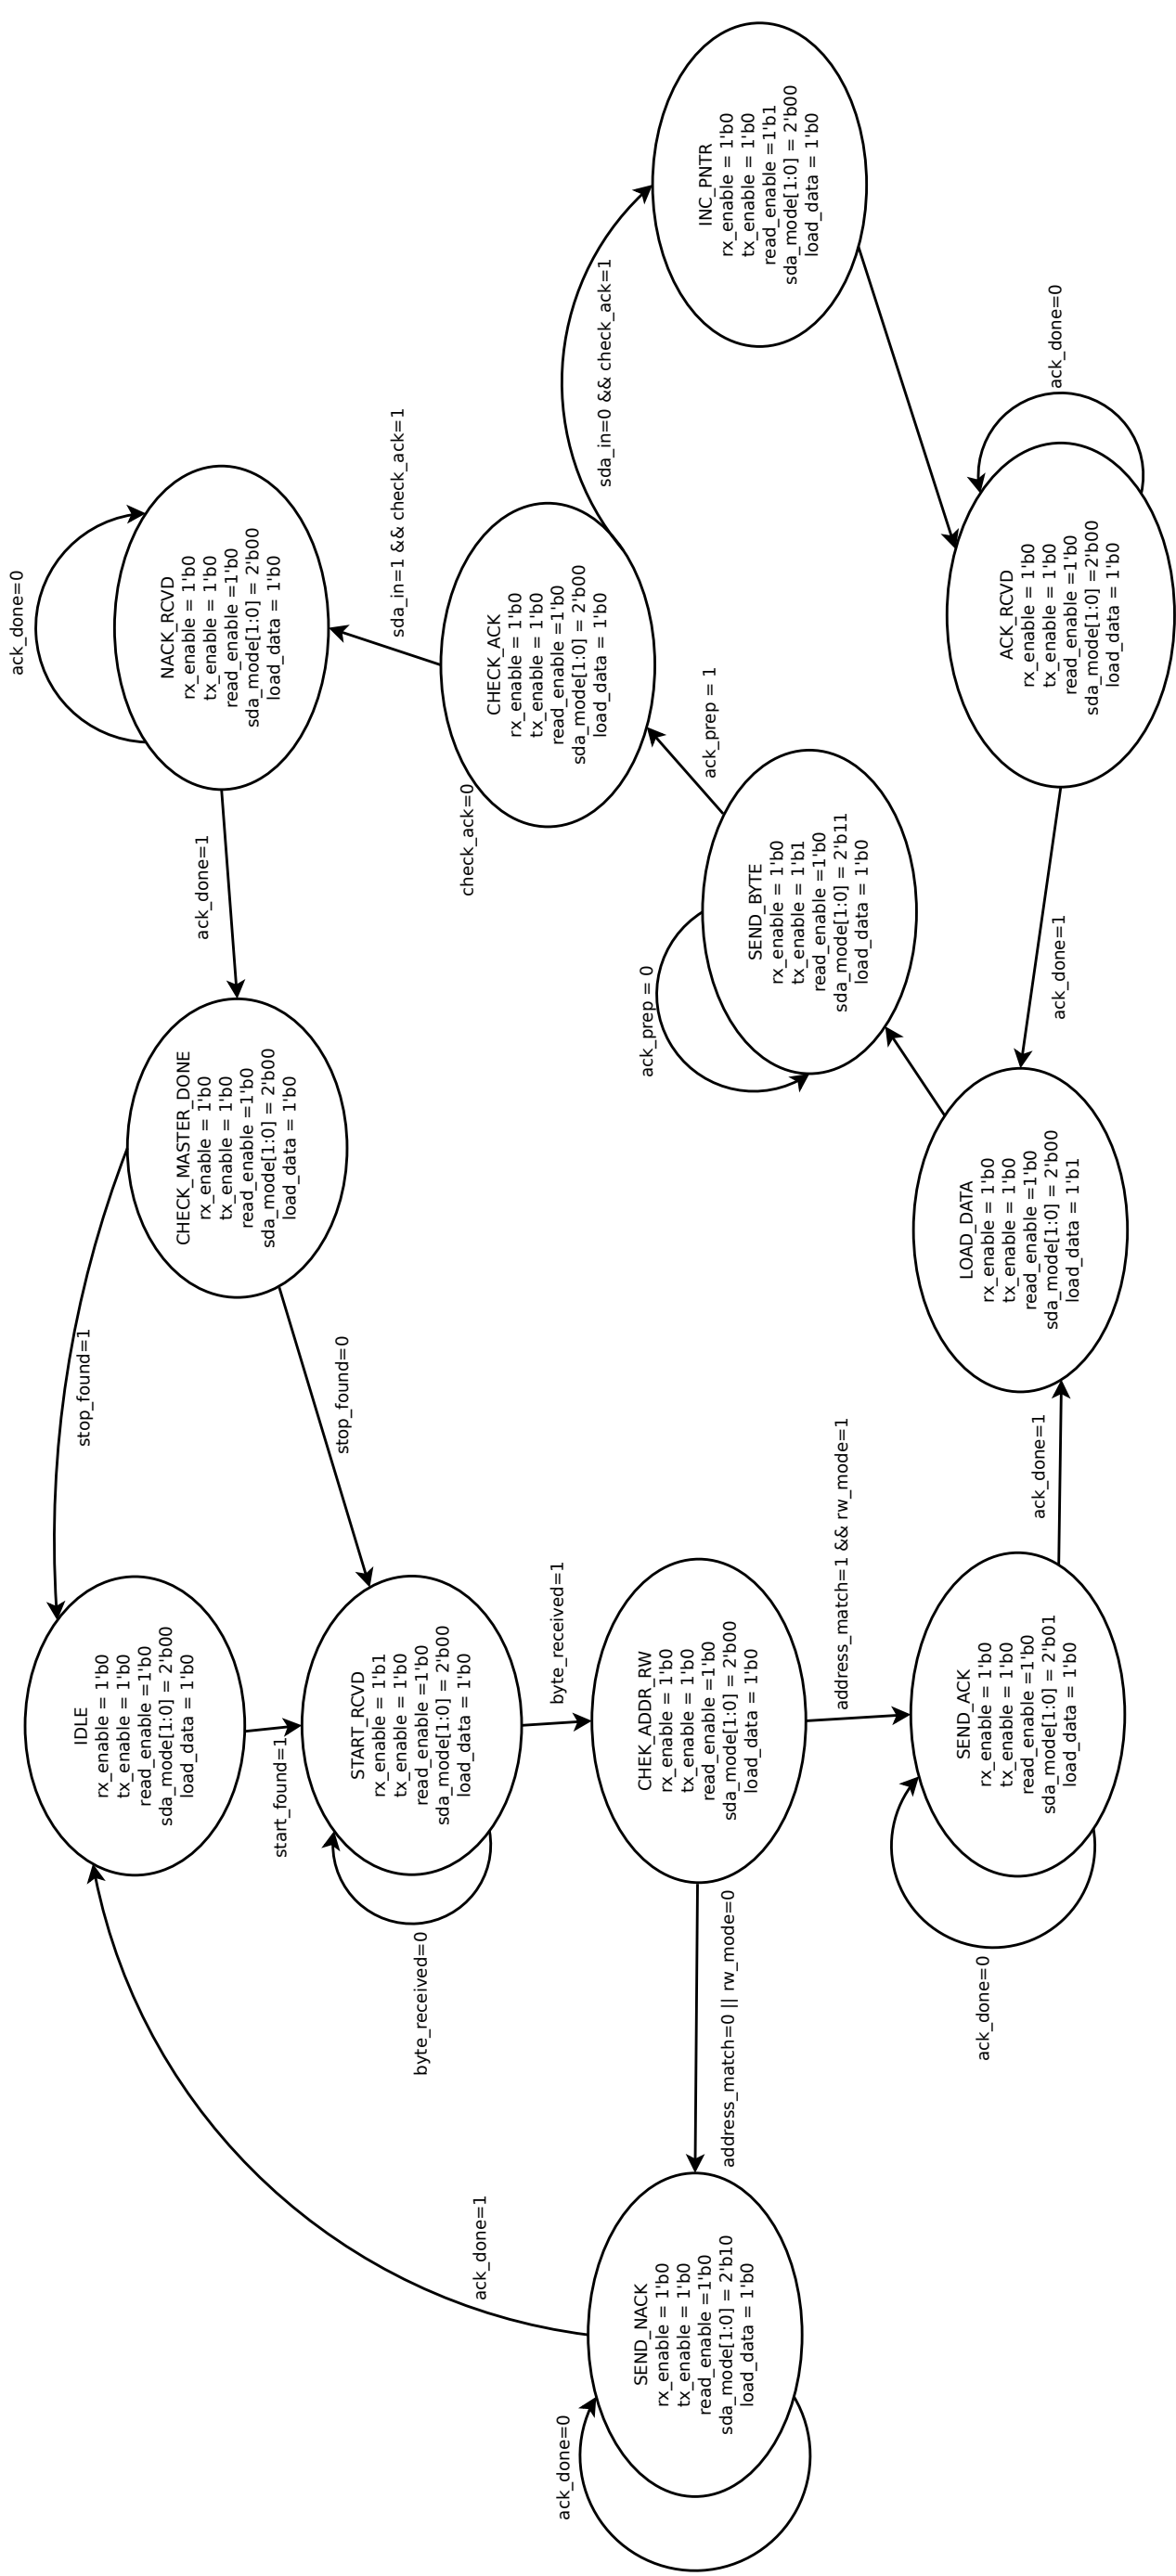 IDLE
rx_enable = 1'b0
tx_enable = 1'b0
read_enable =1'b0
sda_mode[1:0] = 2'b00
load_data = 1'b0
stop_found=1
start_found=1
START_RCVD
rx_enable = 1'b1
tx_enable = 1'b0
read_enable =1'b0
sda_mode[1:0] = 2'b00
load_data = 1'b0
byte_received=0
byte_received=1
stop_found=0
CHEK_ADDR_RW
rx_enable = 1'b0
tx_enable = 1'b0
read_enable =1'b0
sda_mode[1:0] = 2'b00
load_data = 1'b0
address_match=0 || rw_mode=0
address_match=1 && rw_mode=1
SEND_NACK
rx_enable = 1'b0
tx_enable = 1'b0
read_enable =1'b0
sda_mode[1:0] = 2'b10
load_data = 1'b0
ack_done=0
ack_done=1
SEND_ACK
rx_enable = 1'b0
tx_enable = 1'b0
read_enable =1'b0
sda_mode[1:0] = 2'b01
load_data = 1'b0
ack_done=0
ack_done=1
LOAD_DATA
rx_enable = 1'b0
tx_enable = 1'b0
read_enable =1'b0
sda_mode[1:0] = 2'b00
load_data = 1'b1
SEND_BYTE
rx_enable = 1'b0
tx_enable = 1'b1
read_enable =1'b0
sda_mode[1:0] = 2'b11
load_data = 1'b0
ack_prep = 0
ack_prep = 1
CHECK_ACK
rx_enable = 1'b0
tx_enable = 1'b0
read_enable =1'b0
sda_mode[1:0] = 2'b00
load_data = 1'b0
check_ack=0
sda_in=1 && check_ack=1
sda_in=0 && check_ack=1
NACK_RCVD
rx_enable = 1'b0
tx_enable = 1'b0
read_enable =1'b0
sda_mode[1:0] = 2'b00
load_data = 1'b0
ack_done=0
ack_done=1
CHECK_MASTER_DONE
rx_enable = 1'b0
tx_enable = 1'b0
read_enable =1'b0
sda_mode[1:0] = 2'b00
load_data = 1'b0
INC_PNTR
rx_enable = 1'b0
tx_enable = 1'b0
read_enable =1'b1
sda_mode[1:0] = 2'b00
load_data = 1'b0
ACK_RCVD
rx_enable = 1'b0
tx_enable = 1'b0
read_enable =1'b0
sda_mode[1:0] =2'b00
load_data = 1'b0
ack_done=0
ack_done=1